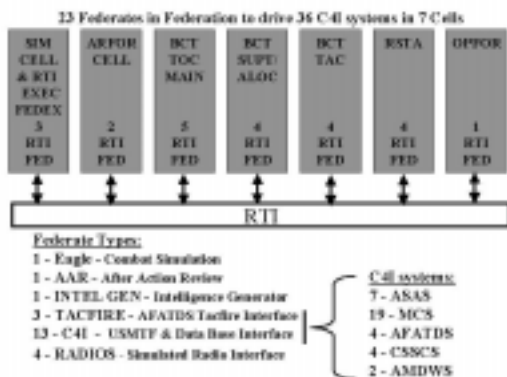 23 Federates in Federation to drive 36 C4I systems in 7 Cells
SIM
CELL
& RTI
EXEC
FEDEX
3
RTI
FED
ARFOR
CELL
2
RTI
FED
BCT
TOC
MAIN
5
RTI
FED
BCT
SUPT/
ALOC
4
RTI
FED
BCT
TAC
4
RTI
FED
RSTA
4
RTI
FED
OPFOR
1
RTI
FED
RTI
Federate Types:
1 - Eagle - Combat Simulation
1 - AAR - After Action Review
1 - INTEL GEN - Intelligence Generator
3 - TACFIRE - AFATDS Tacfire Interface
13 - C4I - USMTF & Data Base Interface
4 - RADIOS - Simulated Radio Interface
C4I systems:
7 - ASAS
19 - MCS
4 - AFATDS
4 - CSSCS
2 - AMDWS